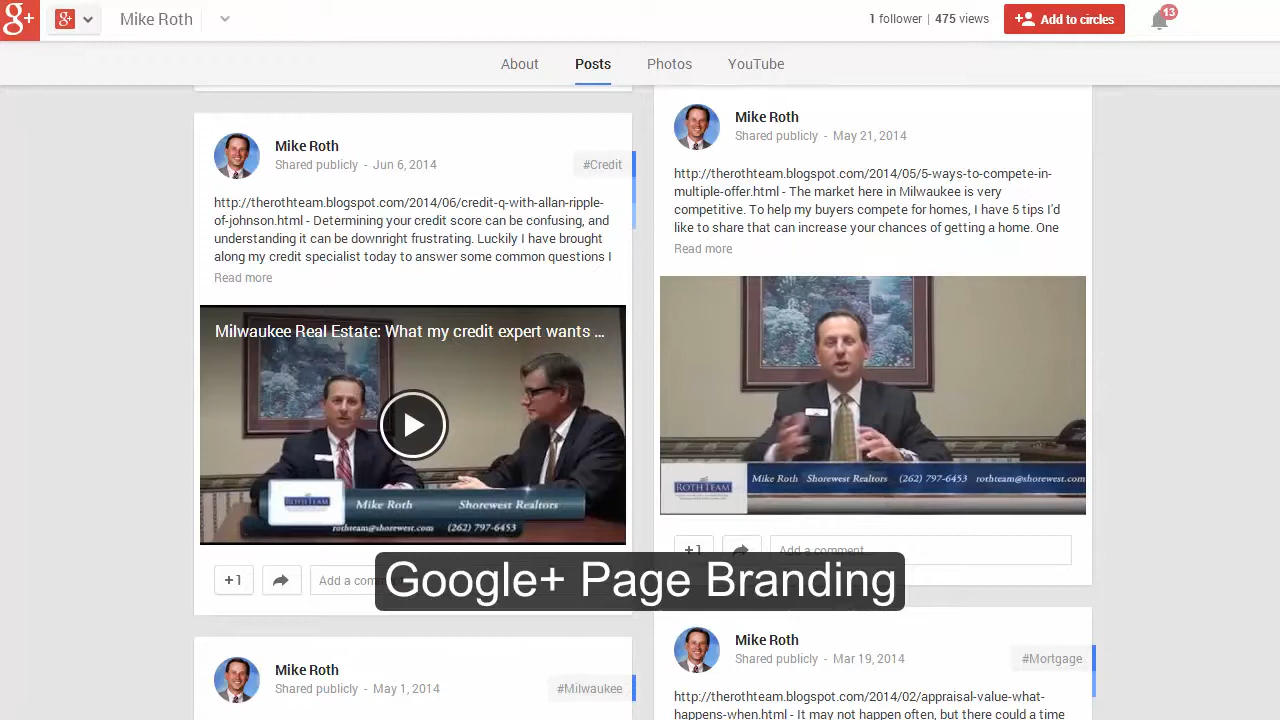 g+
g+
Mike Roth
1 follower | 475 views
Add to circles
13
About
Posts
Photos
YouTube
Mike Roth
Shared publicly - Jun 6, 2014
#Credit
http://therothteam.blogspot.com/2014/06/credit-q-with-allan-ripple-
of-johnson.html - Determining your credit score can be confusing, and
understanding it can be downright frustrating. Luckily I have brought
along my credit specialist today to answer some common questions I
Read more
Milwaukee Real Estate: What my credit expert wants ...
ROTH TEAM
Mike Roth Shorewest Realtors
rothteam@shorewest.com (262) 797-6453
+1
Add a comm
Mike Roth
Shared publicly - May 1, 2014
#Milwaukee
Mike Roth
Shared publicly - May 21, 2014
http://therothteam.blogspot.com/2014/05/5-ways-to-compete-in-
multiple-offer.html - The market here in Milwaukee is very
competitive. To help my buyers compete for homes, I have 5 tips I'd
like to share that can increase your chances of getting a home. One
Read more
ROTH TEAM
Mike Roth Shorewest Realtors (262) 797-6453 rothteam@shorewest.com
+1
Add a comment...
Google+ Page Branding
Mike Roth
Shared publicly - Mar 19, 2014
#Mortgage
http://therothteam.blogspot.com/2014/02/appraisal-value-what-
happens-when.html - It may not happen often, but there could a time